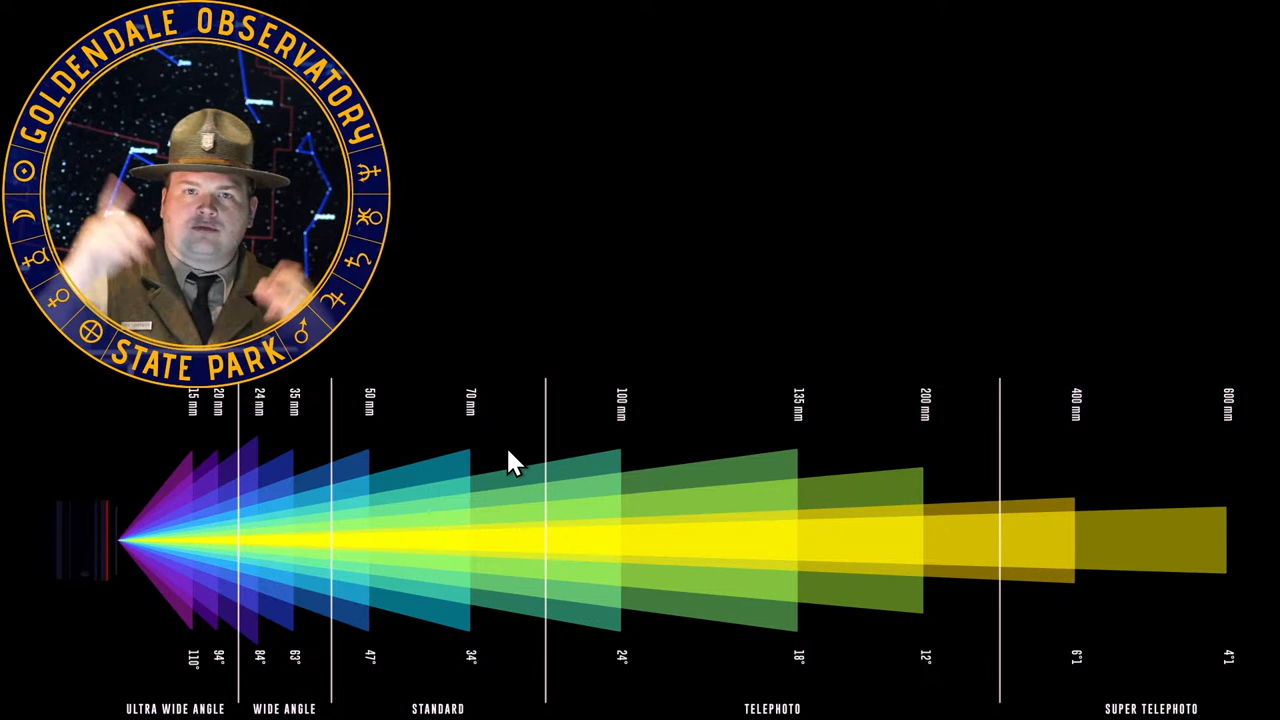 GOLDENDALE OBSERVATORY
STATE PARK
15 mm
20 mm
24 mm
35 mm
50 mm
70 mm
100 mm
135 mm
200 mm
400 mm
600 mm
110°
94°
84°
63°
47°
34°
24°
18°
12°
6°1
4°1
ULTRA WIDE ANGLE
WIDE ANGLE
STANDARD
TELEPHOTO
SUPER TELEPHOTO